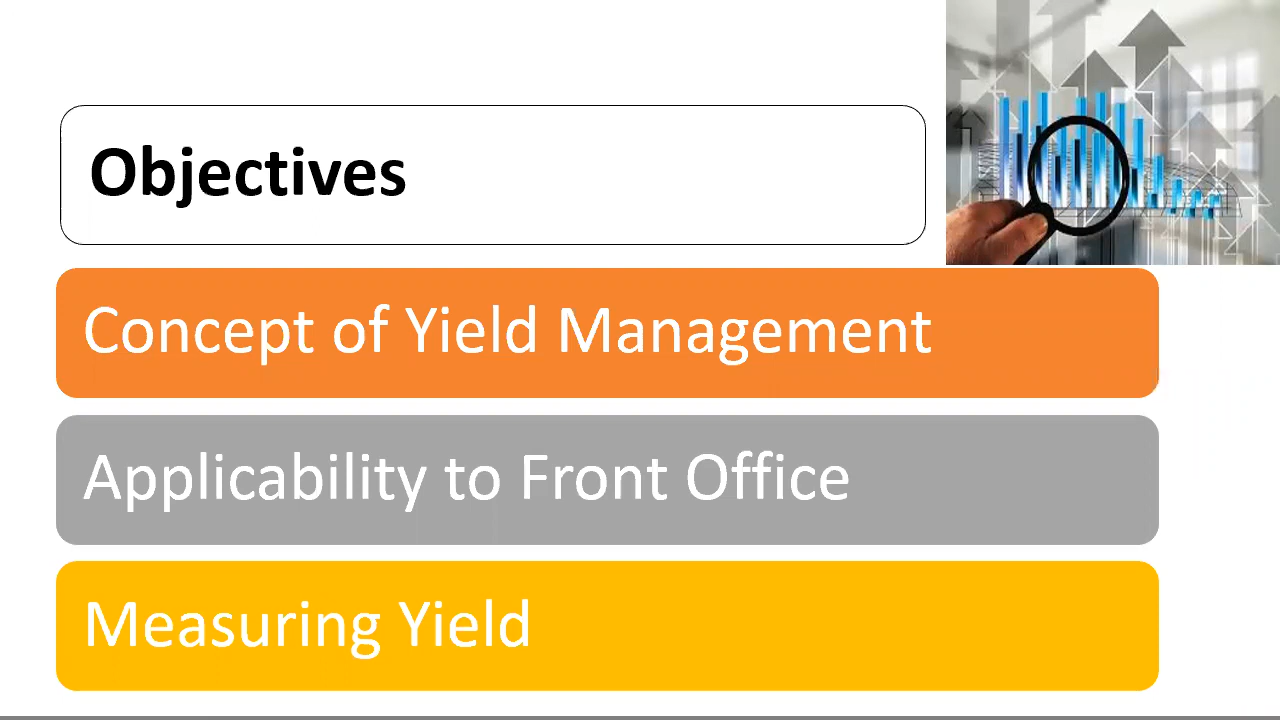 Objectives
Concept of Yield Management
Applicability to Front Office
Measuring Yield